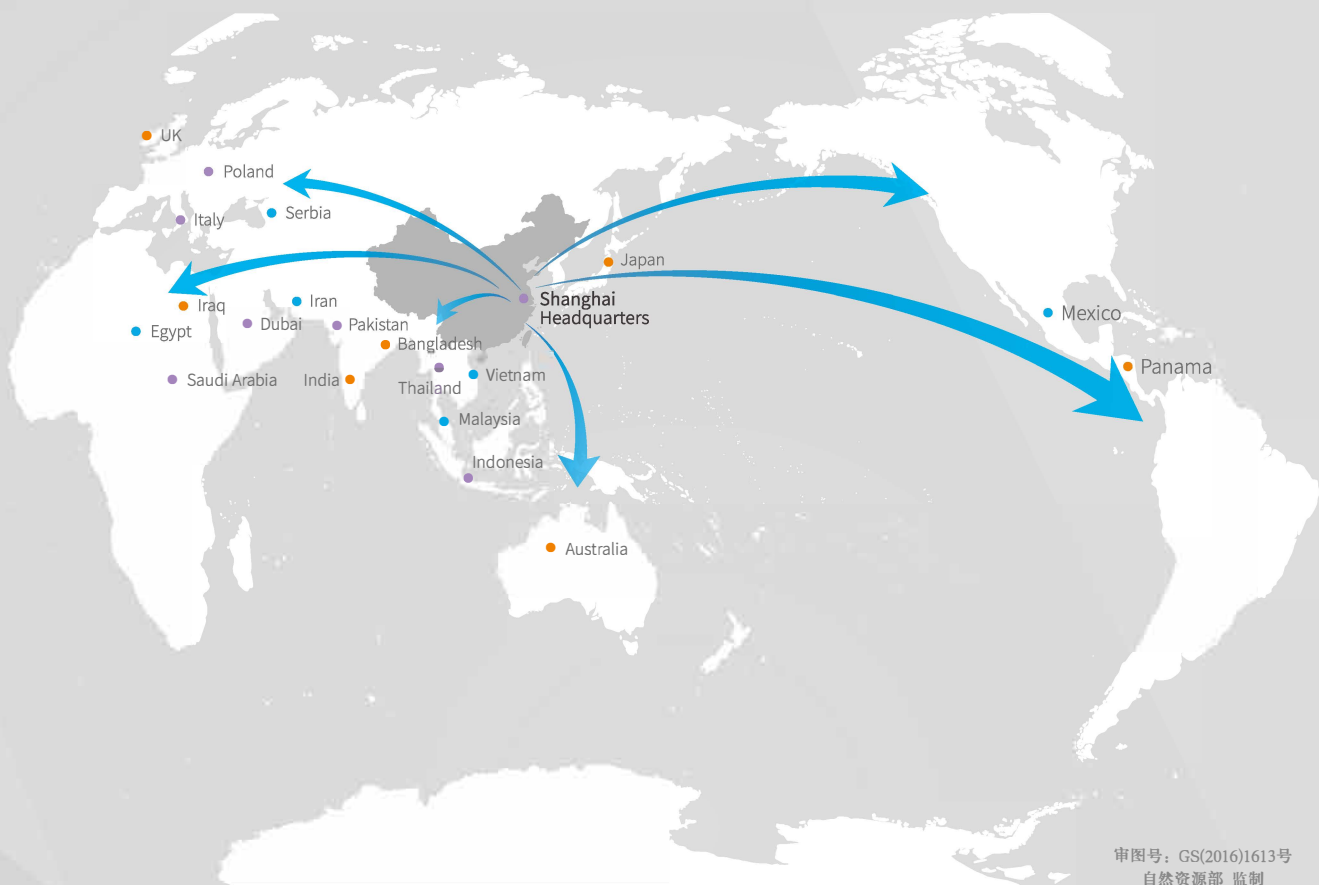 UK
Poland
Serbia
Italy
Japan
Iran
Shanghai
Headquarters
Iraq
Mexico
Egypt
Dubai
Pakistan
Bangladesh
Panama
Saudi Arabia
India
Thailand
Vietnam
Malaysia
Indonesia
Australia
审图号：GS(2016)1613号
自然资源部 监制